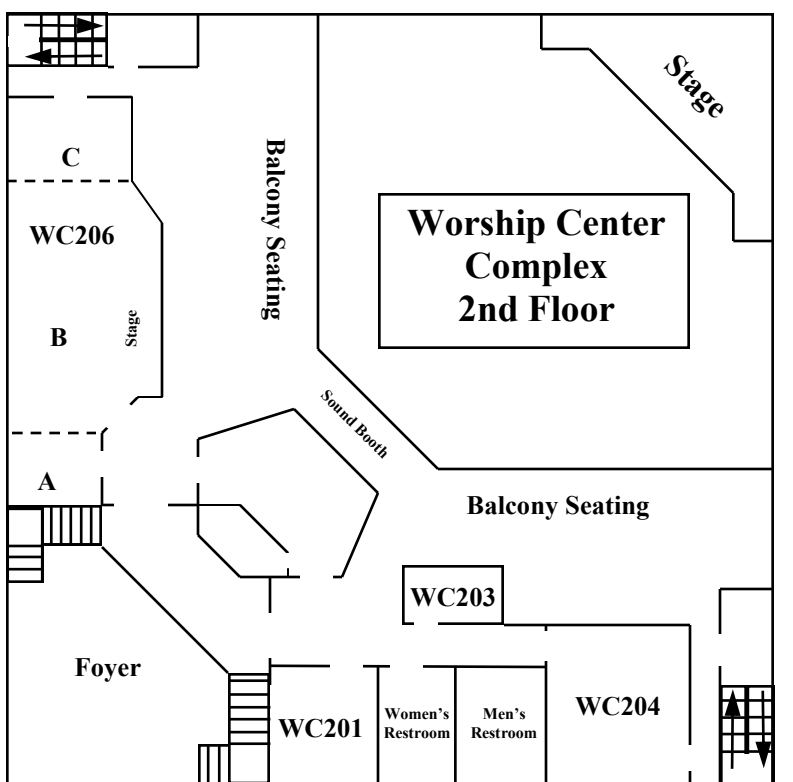 Stage
C
Balcony Seating
WC206
Worship Center
Complex
2nd Floor
B
Stage
Sound Booth
A
Balcony Seating
WC203
Foyer
WC201
Women's
Restroom
Men's
Restroom
WC204